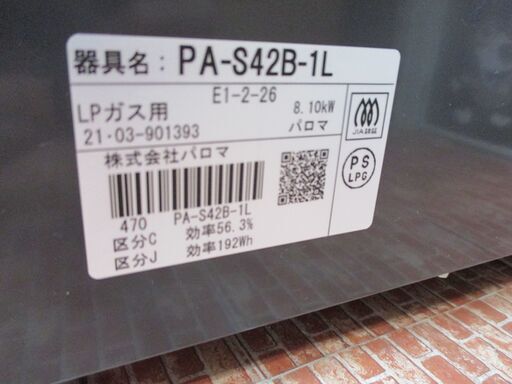 器具名：PA-S42B-1L
E1-2-26
LPガス用 8.10kW
21・03-901393 パロマ
JIA認証
株式会社パロマ
PS
LPG
470 PA-S42B-1L
区分C 効率56.3%
区分J 効率192Wh